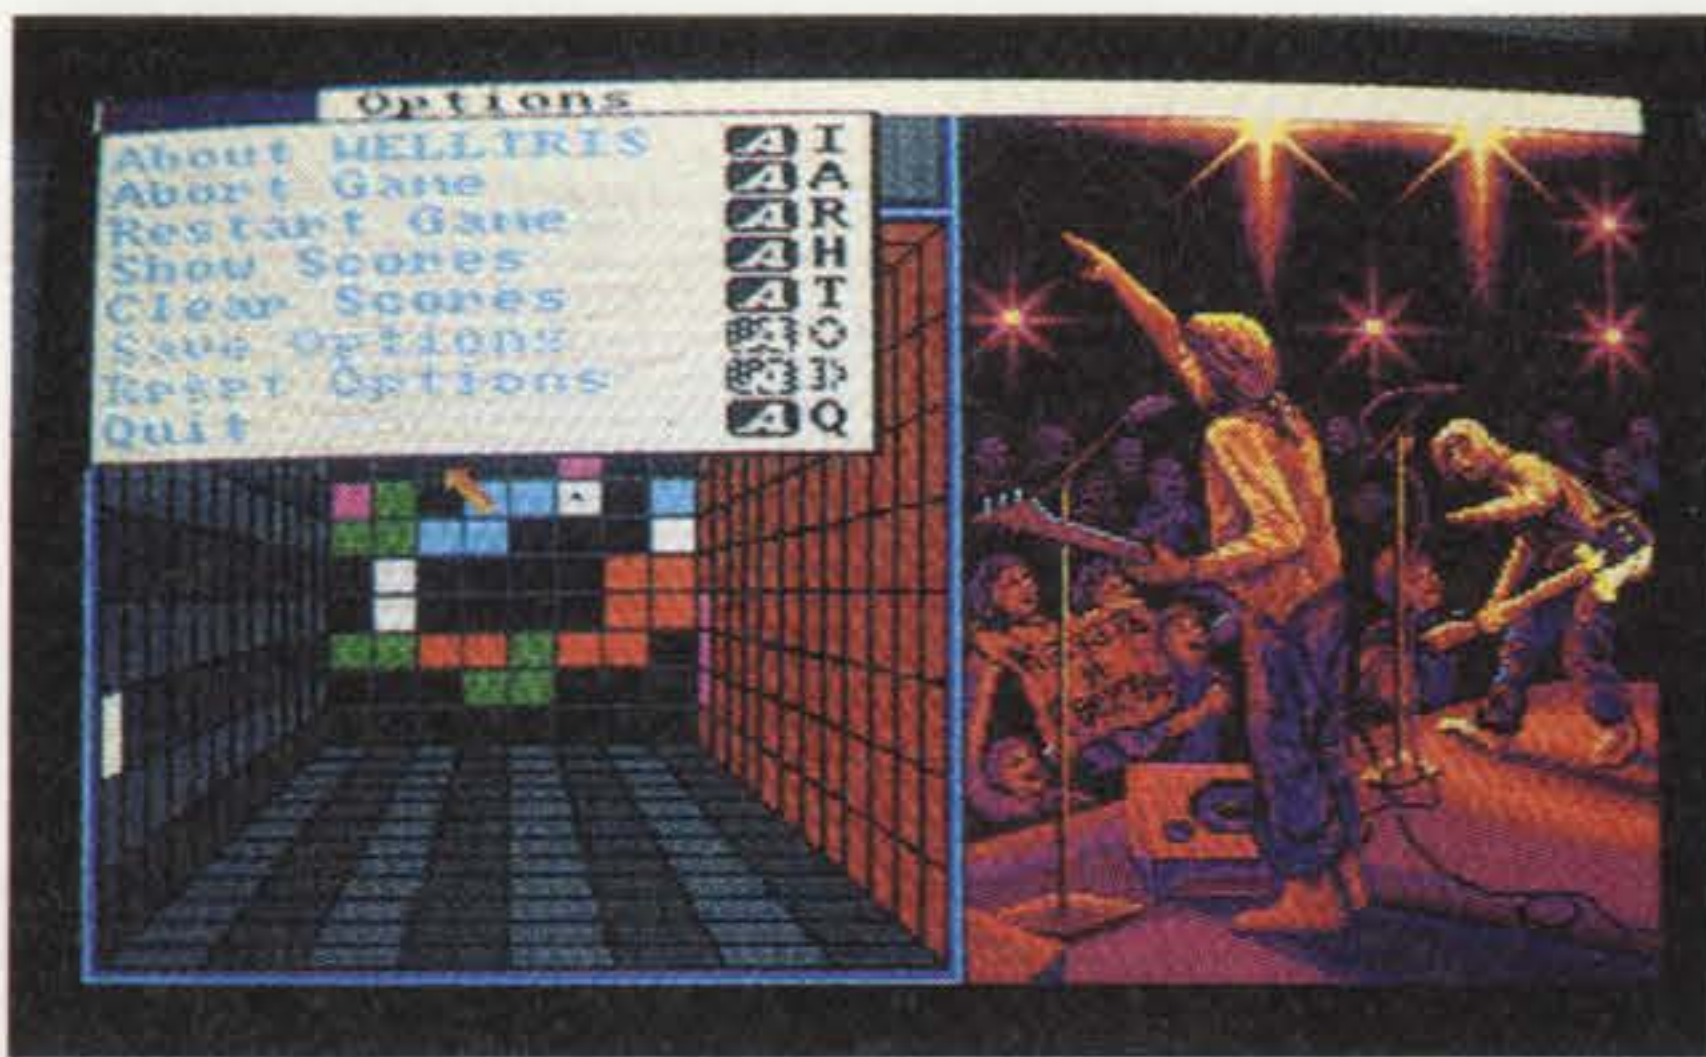 Options
About WELLTRIS A I
Abort Game A A
Restart Game A R
Show Scores A H
Clear Scores A T
Save Options A O
Reset Options A D
Quit A Q